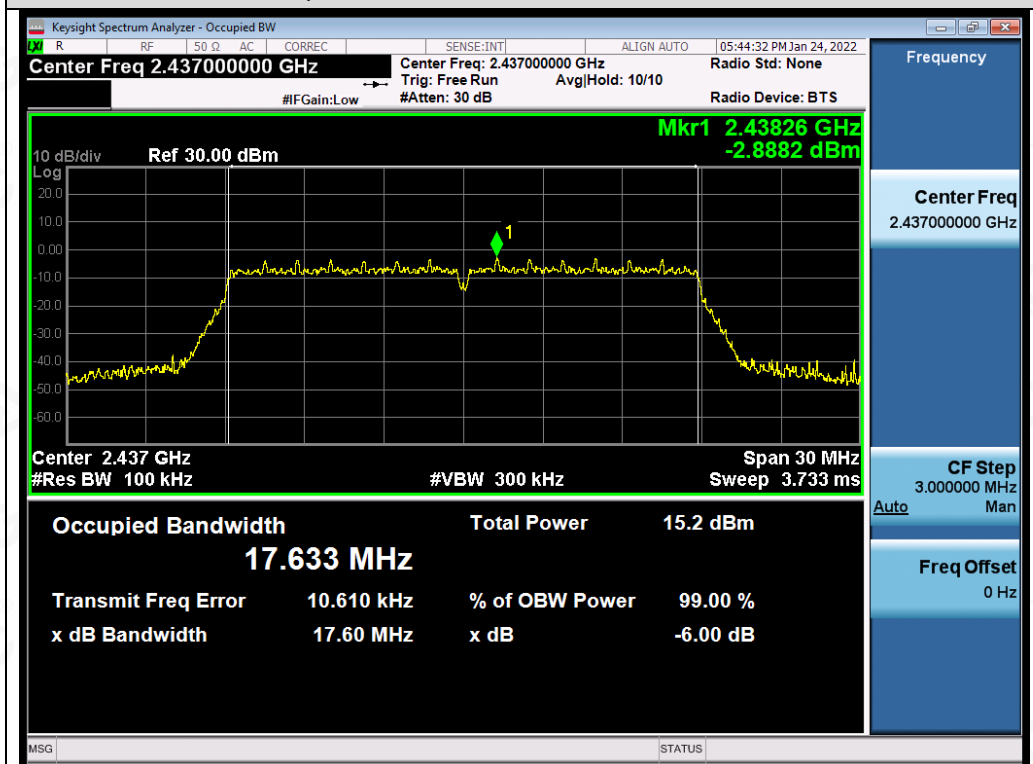 Keysight Spectrum Analyzer - Occupied BW
LXI R RF 50 Ω AC CORREC SENSE:INT ALIGN AUTO 05:44:32 PM Jan 24, 2022
Center Freq 2.437000000 GHz
Center Freq: 2.437000000 GHz
Radio Std: None
Trig: Free Run Avg|Hold: 10/10
#IFGain:Low #Atten: 30 dB Radio Device: BTS
Frequency
Mkr1 2.43826 GHz
-2.8882 dBm
10 dB/div Ref 30.00 dBm
Log
20.0
10.0
0.00
-10.0
-20.0
-30.0
-40.0
-50.0
-60.0
1
Center 2.437 GHz Span 30 MHz
#Res BW 100 kHz #VBW 300 kHz Sweep 3.733 ms
Center Freq
2.437000000 GHz
CF Step
3.000000 MHz
Auto Man
Freq Offset
0 Hz
Occupied Bandwidth Total Power 15.2 dBm
17.633 MHz
Transmit Freq Error 10.610 kHz % of OBW Power 99.00 %
x dB Bandwidth 17.60 MHz x dB -6.00 dB
MSG STATUS